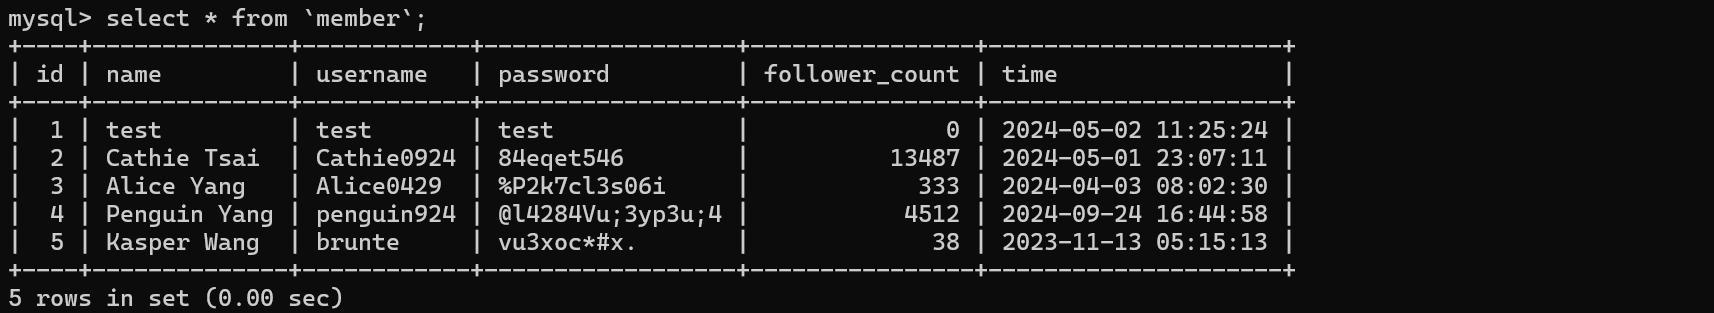 mysql> select * from `member`;
+----+-------------+------------+------------------+----------------+---------------------+
| id | name         | username    | password         | follower_count | time                |
+----+-------------+------------+------------------+----------------+---------------------+
|  1 | test         | test        | test             |              0 | 2024-05-02 11:25:24 |
|  2 | Cathie Tsai  | Cathie0924 | 84eqet546        |          13487 | 2024-05-01 23:07:11 |
|  3 | Alice Yang   | Alice0429  | %P2k7cl3s06i     |            333 | 2024-04-03 08:02:30 |
|  4 | Penguin Yang | penguin924 | @l4284Vu;3yp3u;4 |           4512 | 2024-09-24 16:44:58 |
|  5 | Kasper Wang  | brunte     | vu3xoc*#x.       |             38 | 2023-11-13 05:15:13 |
+----+-------------+------------+------------------+----------------+---------------------+
5 rows in set (0.00 sec)